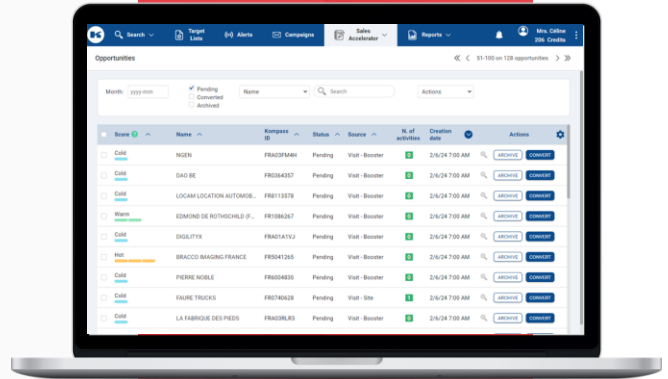 K
Search
Target Lists
Alerts
Campaigns
Sales Accelerator
Reports
Mrs. Céline
206 Credits
Opportunities
51-100 on 128 opportunities
Month: yyyy-mm
Pending
Converted
Archived
Name
Search
Actions
Score ? Name Kompass ID Status Source N. of activities Creation date Actions
Cold NGEN FRA03FM4H Pending Visit - Booster 0 2/6/24 7:00 AM ARCHIVE CONVERT
Cold DAO BE FR0364357 Pending Visit - Booster 0 2/6/24 7:00 AM ARCHIVE CONVERT
Cold LOCAM LOCATION AUTOMOB... FR8113578 Pending Visit - Booster 0 2/6/24 7:00 AM ARCHIVE CONVERT
Warm EDMOND DE ROTHSCHILD (F... FR1086267 Pending Visit - Booster 0 2/6/24 7:00 AM ARCHIVE CONVERT
Cold DIGILITYX FRA01A1VJ Pending Visit - Booster 0 2/6/24 7:00 AM ARCHIVE CONVERT
Hot BRACCO IMAGING FRANCE FR5041265 Pending Visit - Booster 0 2/6/24 7:00 AM ARCHIVE CONVERT
Cold PIERRE NOBLE FR6004830 Pending Visit - Booster 0 2/6/24 7:00 AM ARCHIVE CONVERT
Cold FAURE TRUCKS FR0740628 Pending Visit - Site 1 2/6/24 7:00 AM ARCHIVE CONVERT
Cold LA FABRIQUE DES PIEDS FRA03RLR3 Pending Visit - Booster 0 2/6/24 7:00 AM ARCHIVE CONVERT